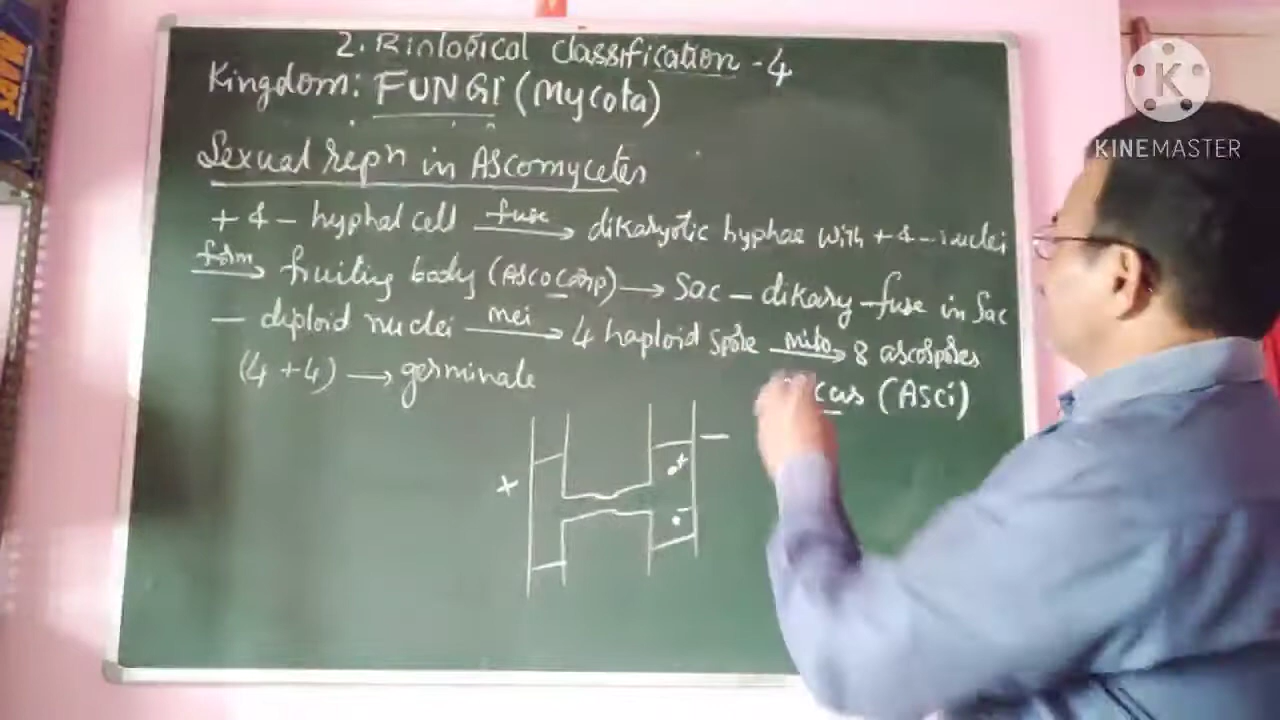 2. Biological classification - 4
Kingdom: FUNGI (Mycota)
Sexual repn in Ascomycetes
+ & - hyphal cell fuse → dikaryotic hyphae with + & - nuclei
form → fruiting body (Ascocarp) → Sac - dikary - fuse in Sac
- diploid nuclei mei → 4 haploid spore mito → 8 ascospores
(4 + 4) → germinate
cus (Asci)
+
-
+
-
K
KINEMASTER